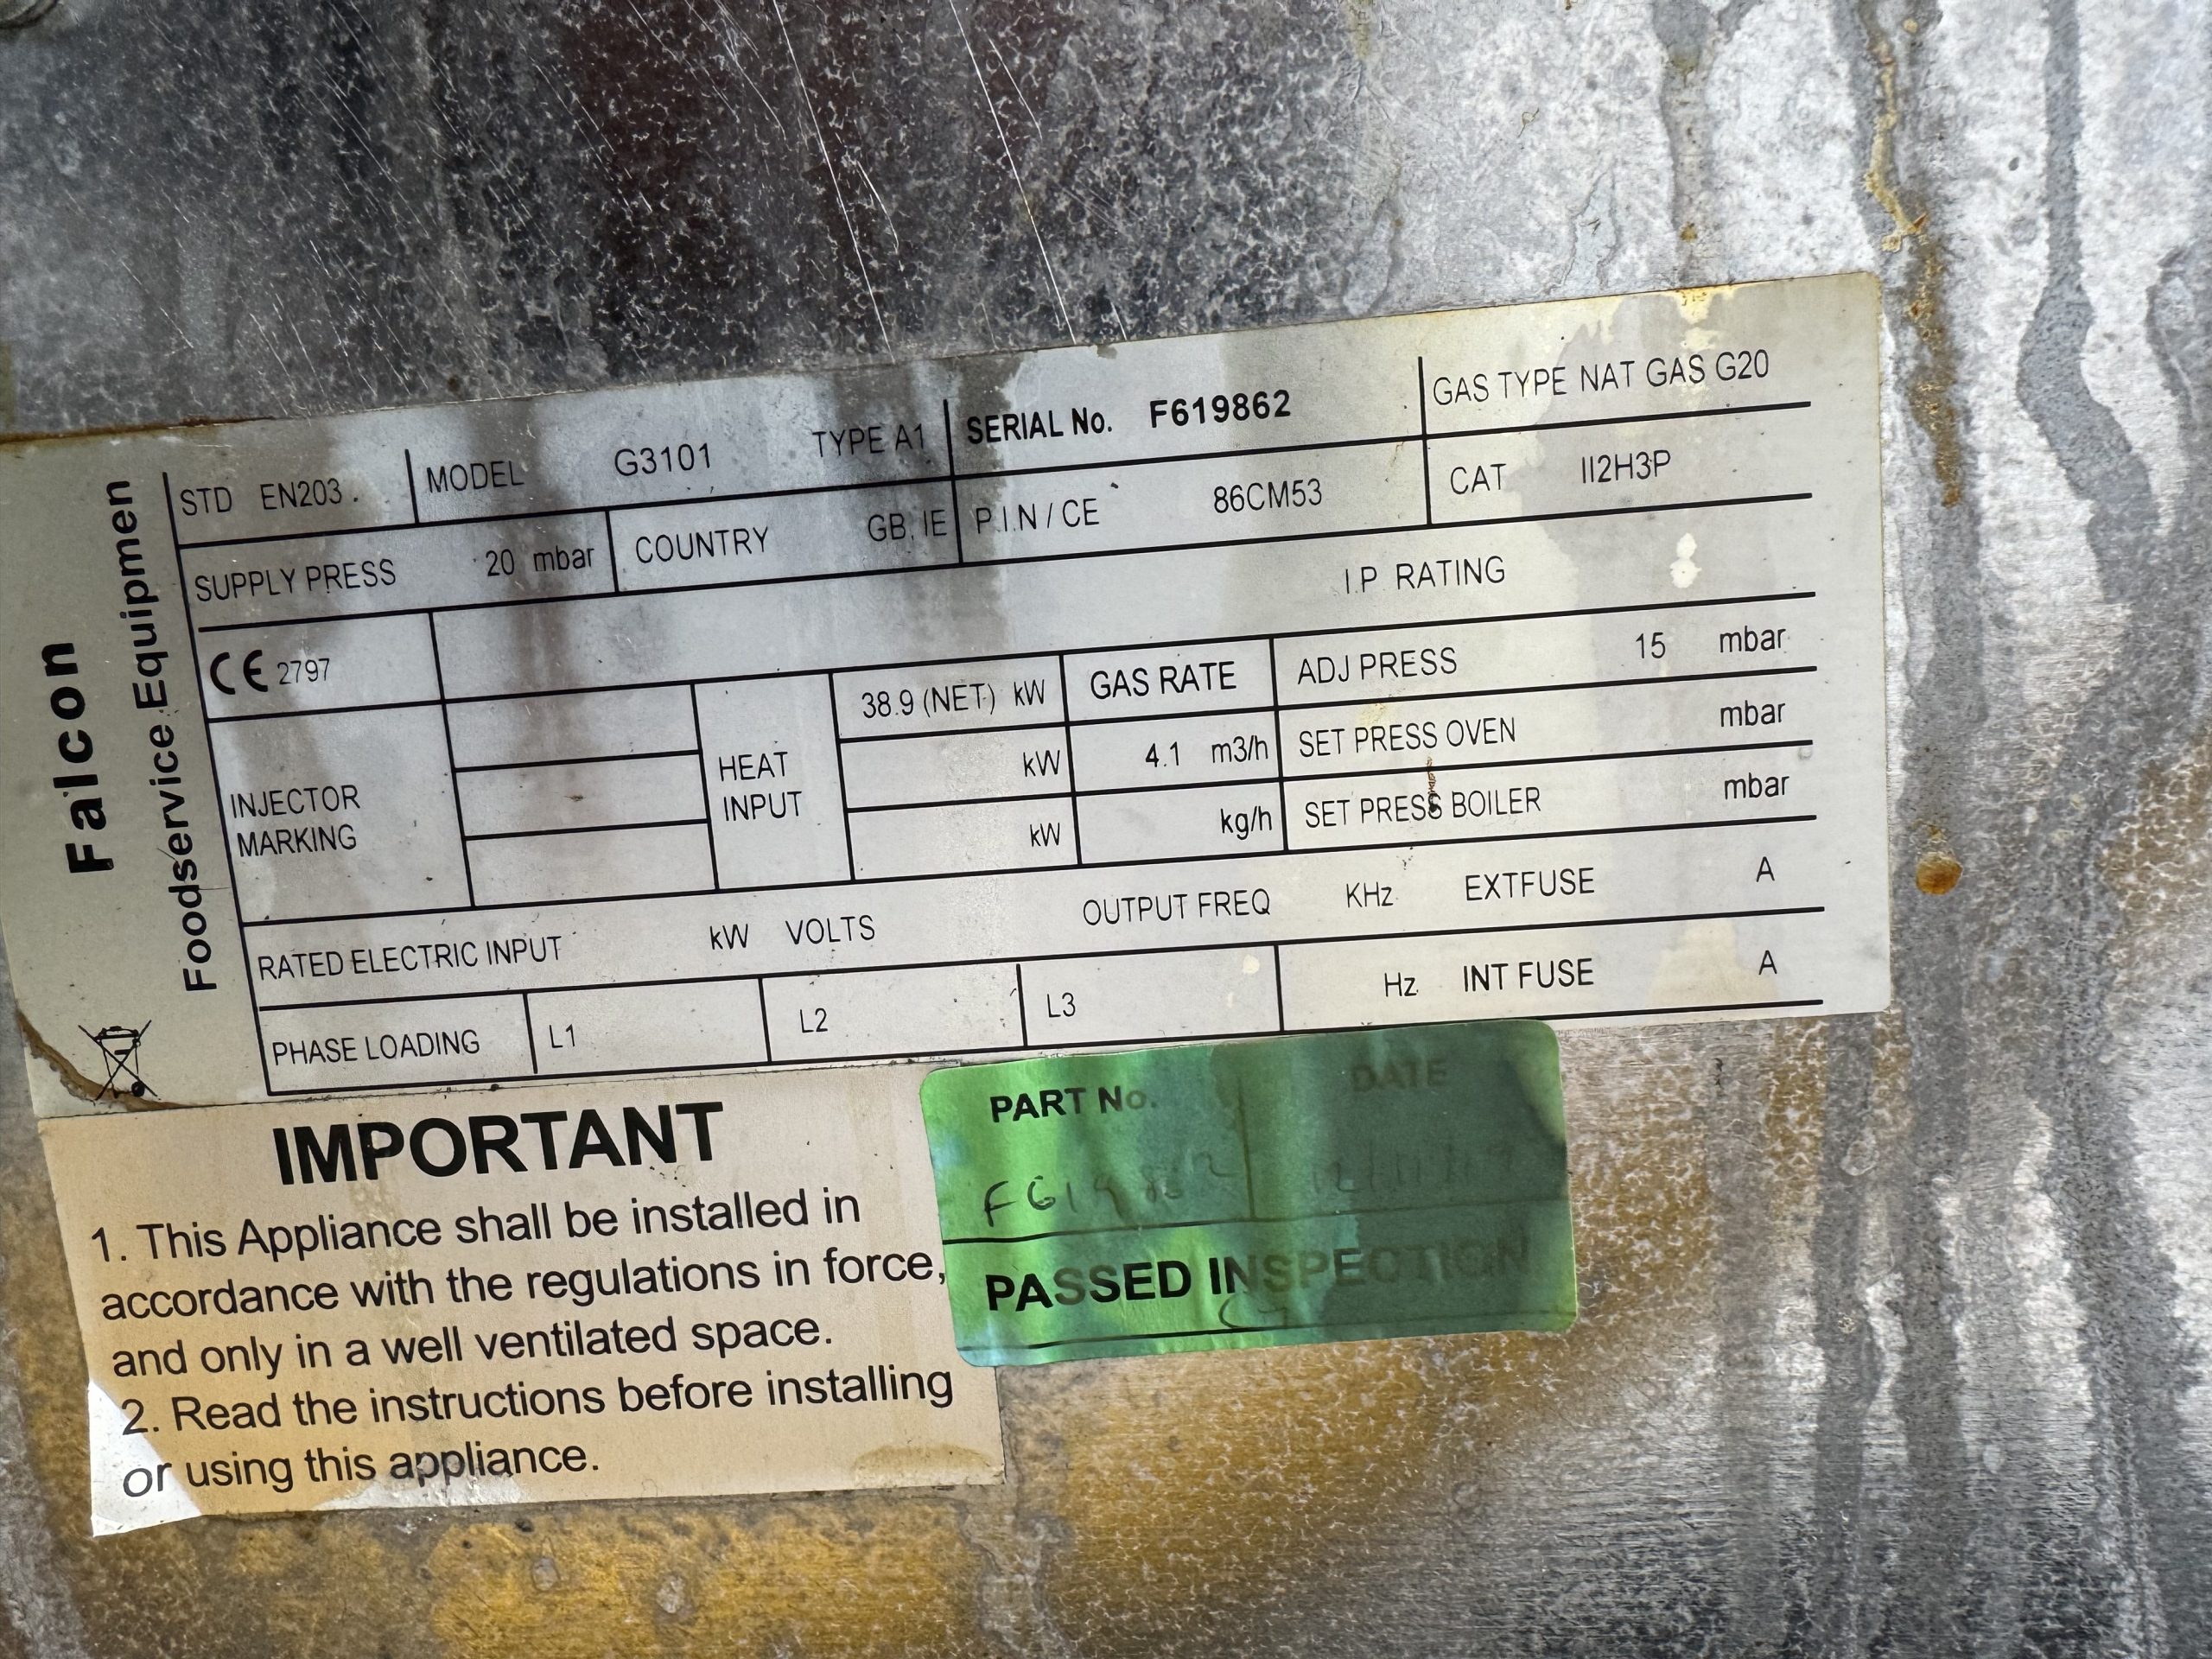 Falcon
Foodservice Equipmen
STD EN203. MODEL G3101 TYPE A1 SERIAL No. F619862 GAS TYPE NAT GAS G20
SUPPLY PRESS 20 mbar COUNTRY GB, IE P.I.N / CE 86CM53 CAT II2H3P
CE 2797 I.P RATING
INJECTOR MARKING
HEAT INPUT
38.9 (NET) kW GAS RATE ADJ PRESS 15 mbar
kW 4.1 m3/h SET PRESS OVEN mbar
kW kg/h SET PRESS BOILER mbar
RATED ELECTRIC INPUT kW VOLTS OUTPUT FREQ KHz EXTFUSE A
PHASE LOADING L1 L2 L3 Hz INT FUSE A
IMPORTANT
1. This Appliance shall be installed in
accordance with the regulations in force,
and only in a well ventilated space.
2. Read the instructions before installing
or using this appliance.
PART No. DATE
F619862
PASSED INSPECTION